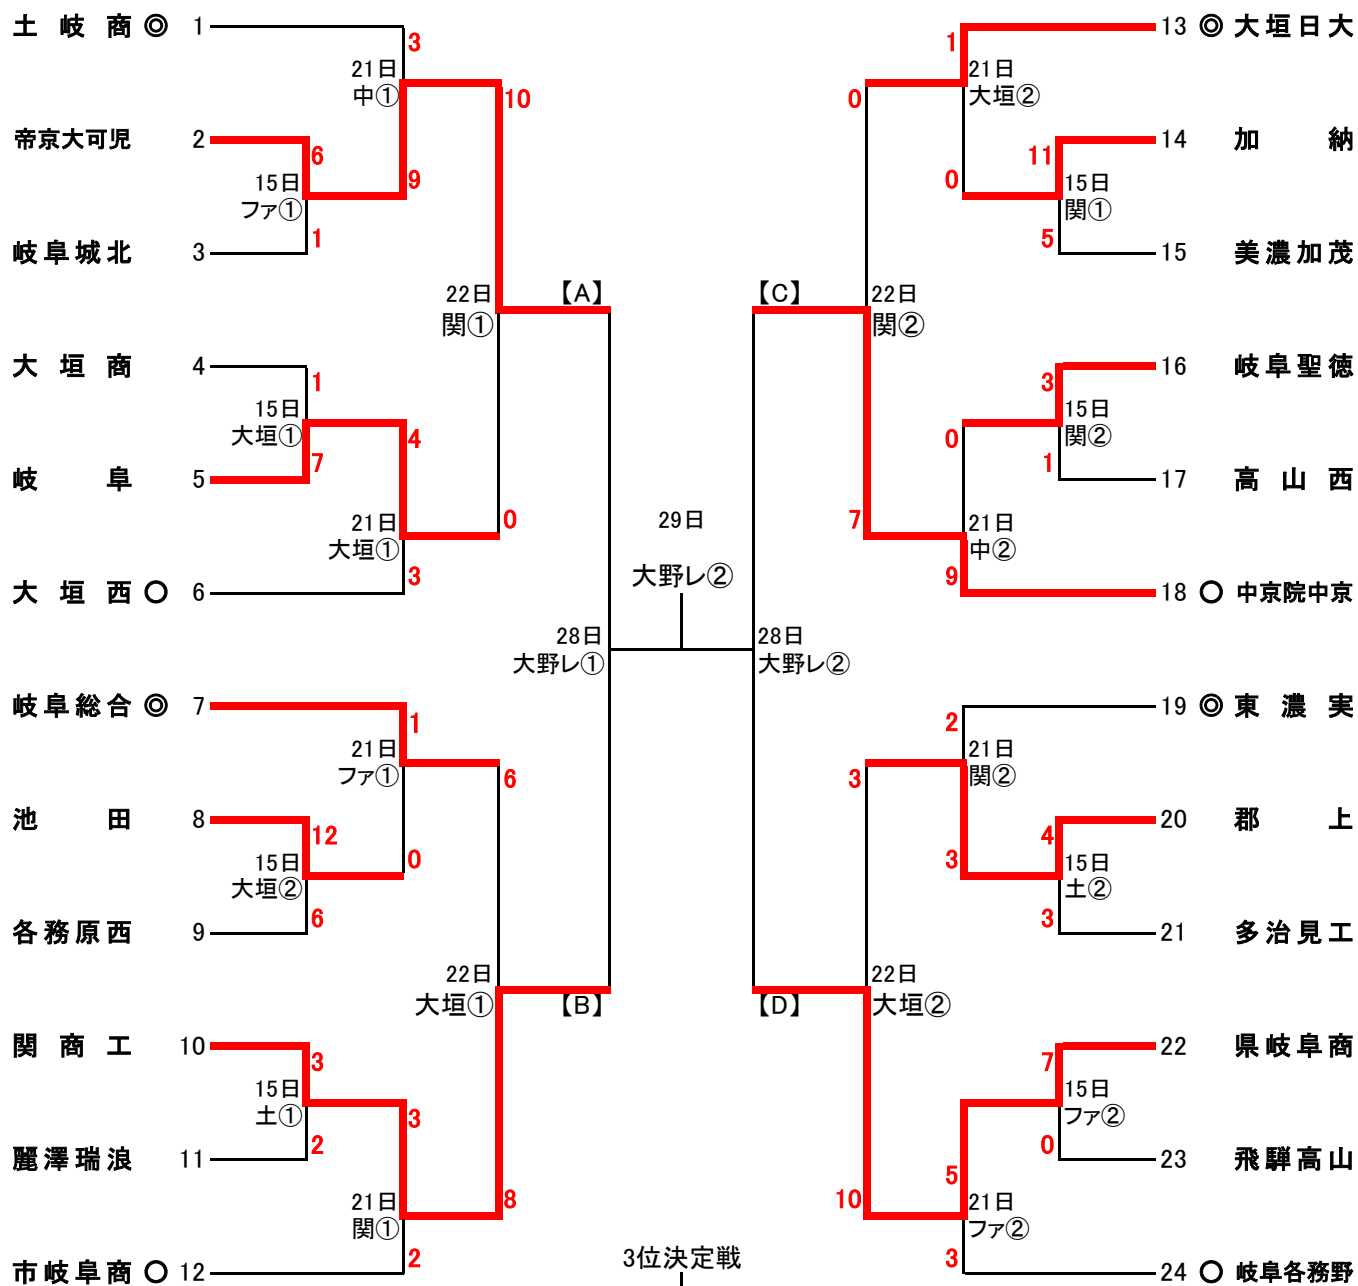 土岐商 ◎ 1
3
21日
中①
10
帝京大可児 2
6
15日
ファ①
9
岐阜城北 3
1
22日
関①
【A】
大垣商 4
1
15日
大垣①
4
岐阜 5
7
21日
大垣①
0
大垣西 ○ 6
3
28日
大野レ①
29日
大野レ②
岐阜総合 ◎ 7
1
21日
ファ①
6
池田 8
12
15日
大垣②
0
各務原西 9
6
22日
大垣①
【B】
関商工 10
3
15日
土①
3
麗澤瑞浪 11
2
21日
関①
8
市岐阜商 ○ 12
2
3位決定戦
13 ◎ 大垣日大
1
21日
大垣②
0
14 加納
11
15日
関①
0
15 美濃加茂
5
【C】
22日
関②
16 岐阜聖徳
3
15日
関②
0
17 高山西
1
7
21日
中②
18 ○ 中京院中京
9
28日
大野レ②
19 ◎ 東濃実
2
21日
関②
3
20 郡上
4
15日
土②
3
21 多治見工
3
【D】
22日
大垣②
22 県岐阜商
7
15日
ファ②
23 飛騨高山
0
5
10
21日
ファ②
24 ○ 岐阜各務野
3